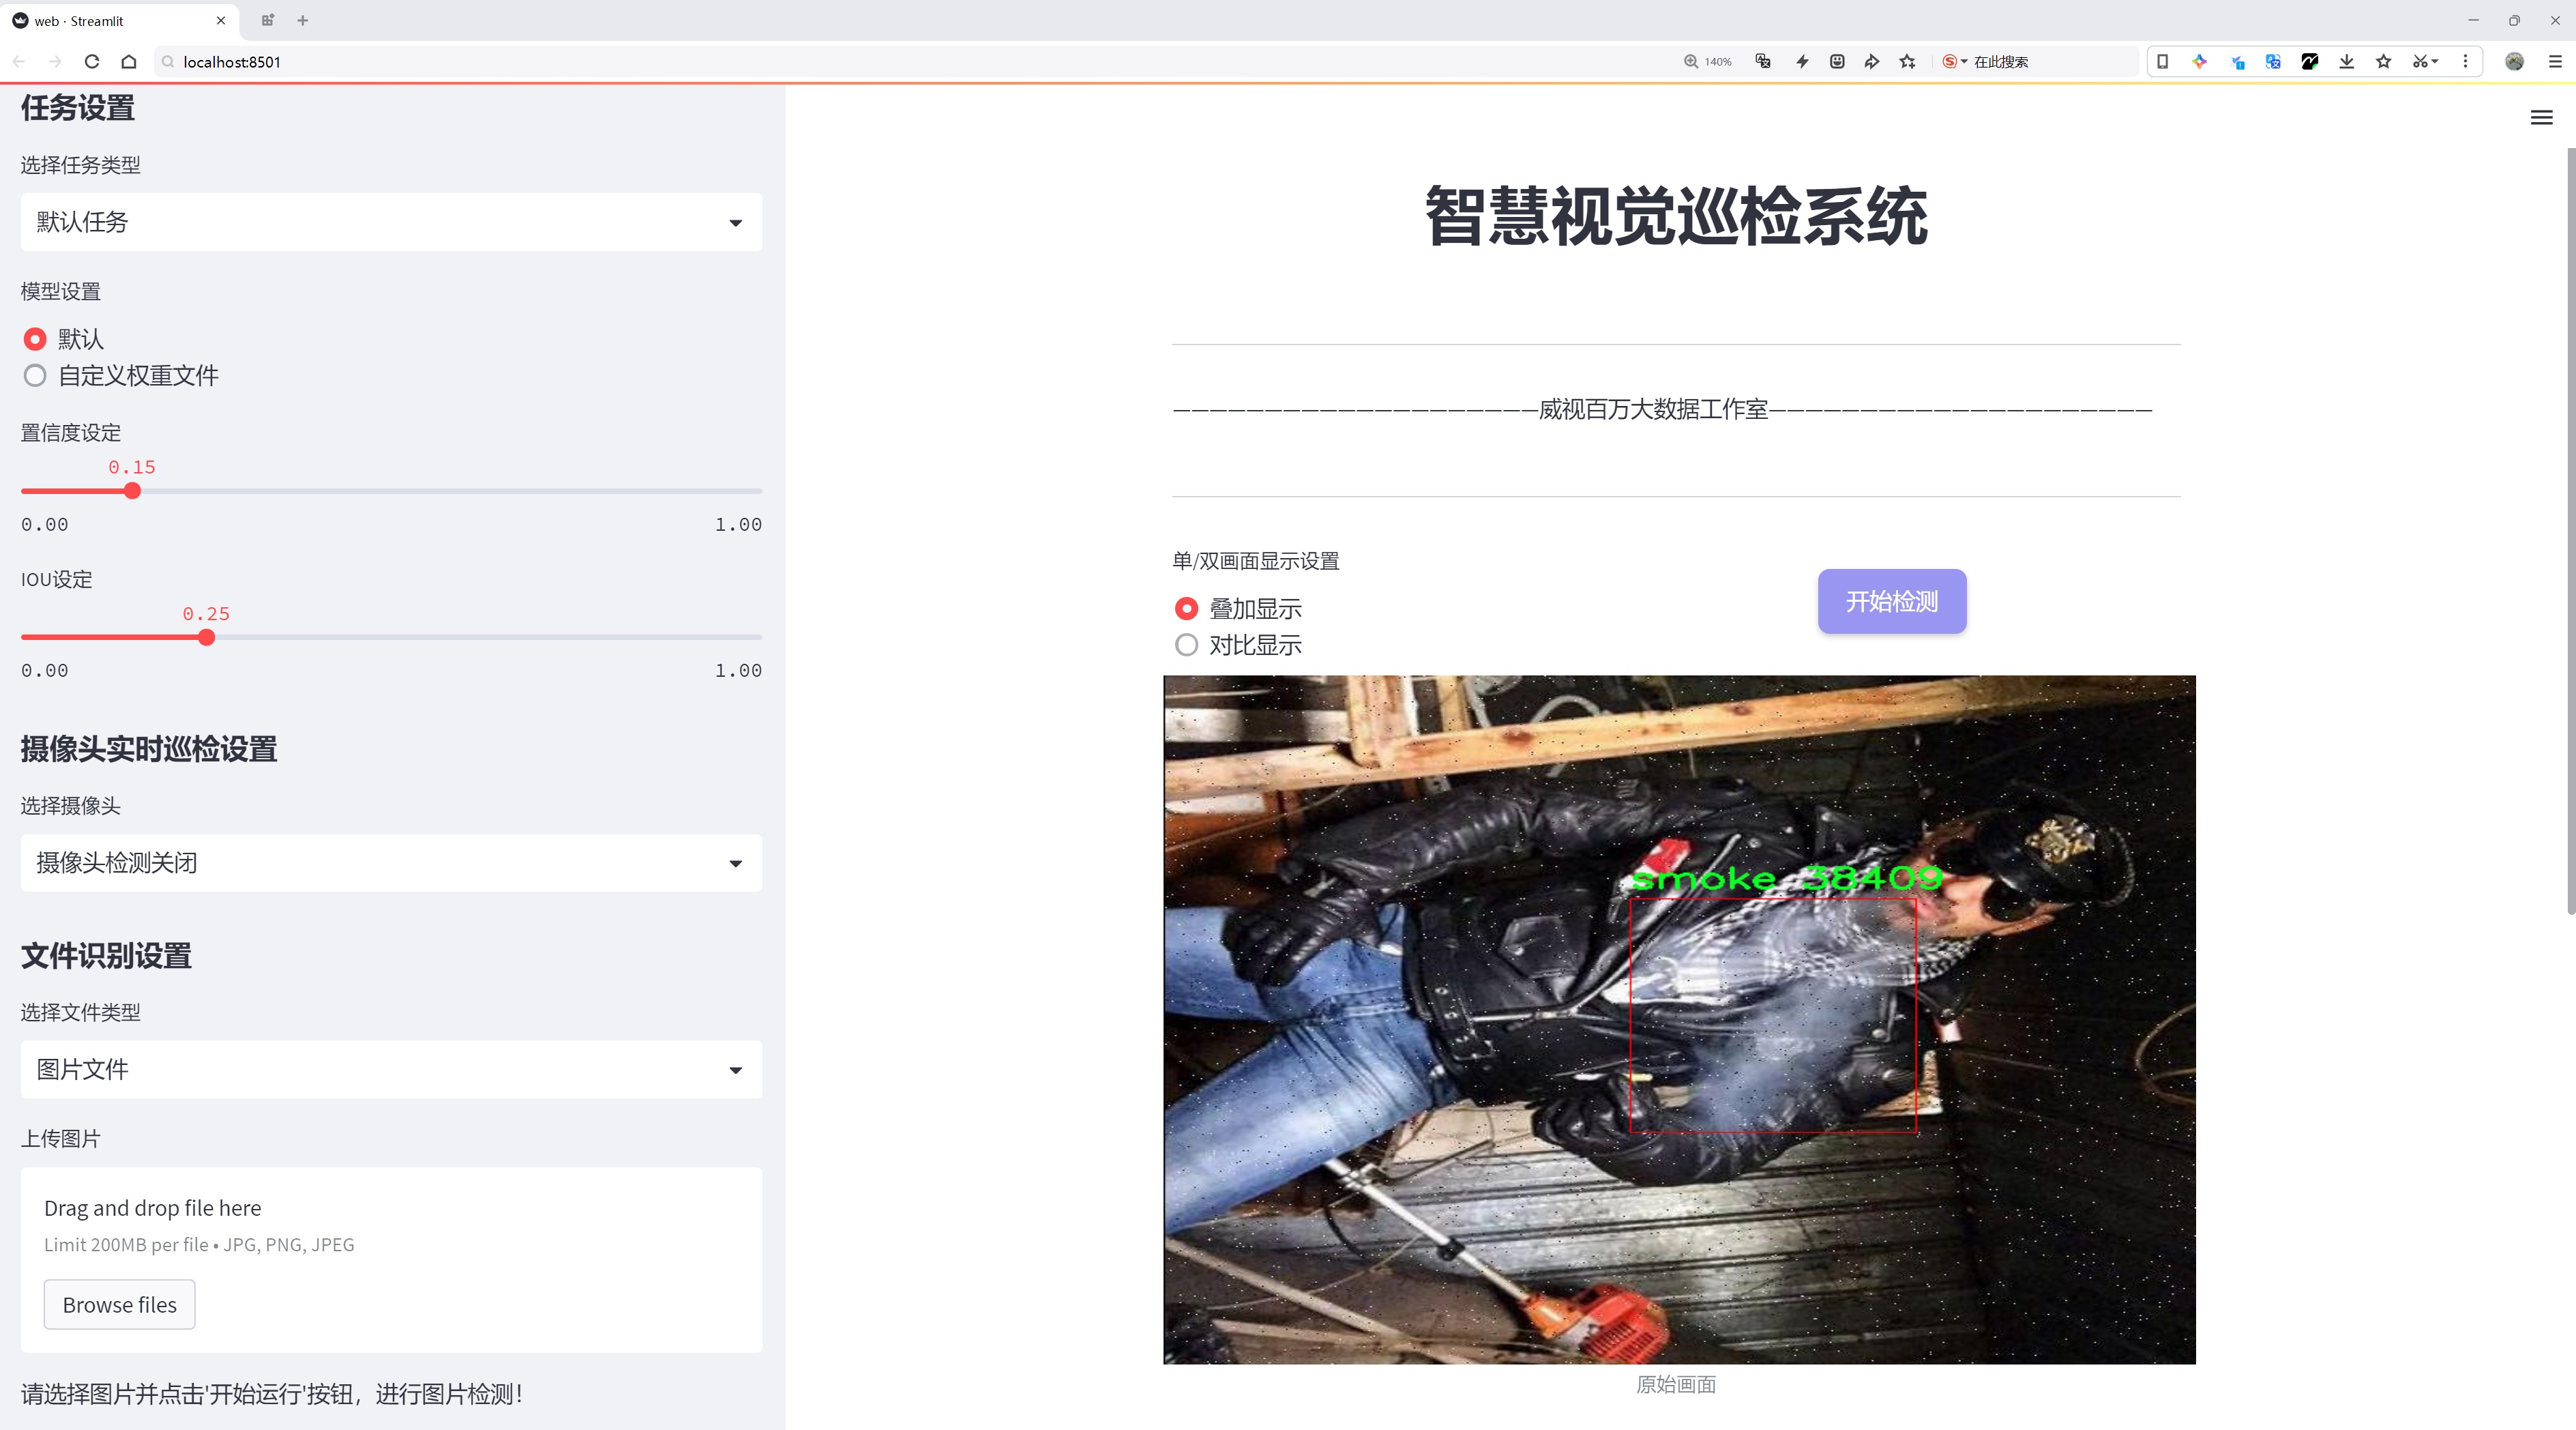 web · Streamlit
localhost:8501
140%
在此搜索
任务设置
选择任务类型
默认任务
模型设置
默认
自定义权重文件
置信度设定
0.15
0.00
1.00
IOU设定
0.25
0.00
1.00
摄像头实时巡检设置
选择摄像头
摄像头检测关闭
文件识别设置
选择文件类型
图片文件
上传图片
Drag and drop file here
Limit 200MB per file • JPG, PNG, JPEG
Browse files
请选择图片并点击'开始运行'按钮，进行图片检测！
智慧视觉巡检系统
————————————————————威视百万大数据工作室—————————————————————
单/双画面显示设置
叠加显示
对比显示
开始检测
smoke 38409
原始画面